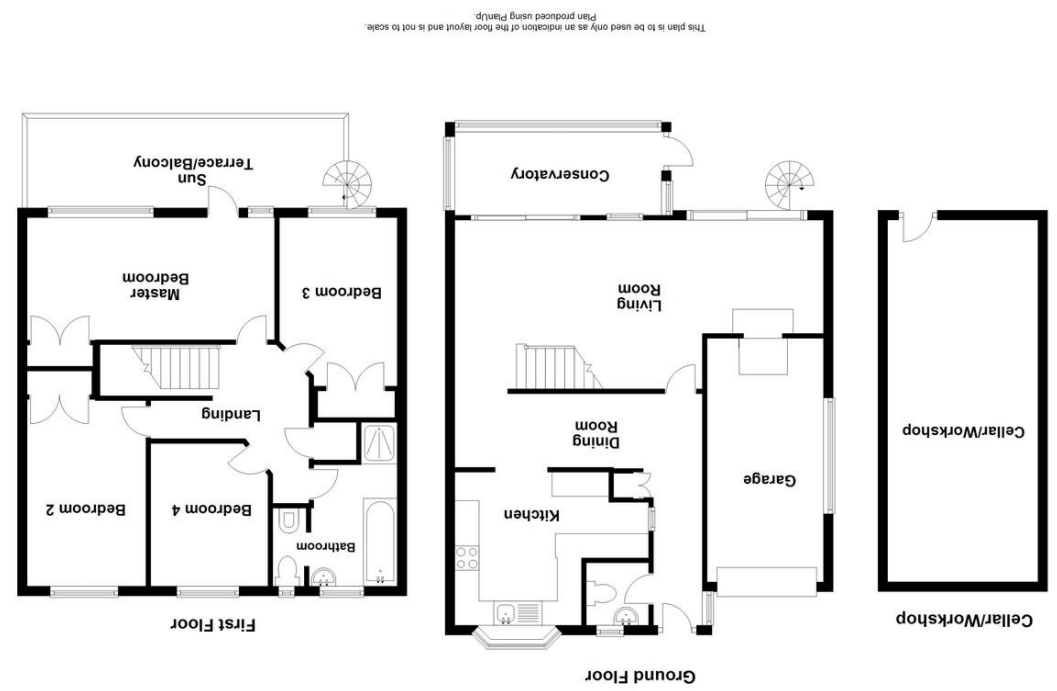 Cellar/Workshop
Cellar/Workshop
Ground Floor
Garage
Kitchen
Dining
Room
Living
Room
Conservatory
First Floor
Bathroom
Bedroom 4
Bedroom 2
Landing
Bedroom 3
Master
Bedroom
Sun
Terrace/Balcony
This plan is to be used only as an indication of the floor layout and is not to scale.
Plan produced using PlanUp.